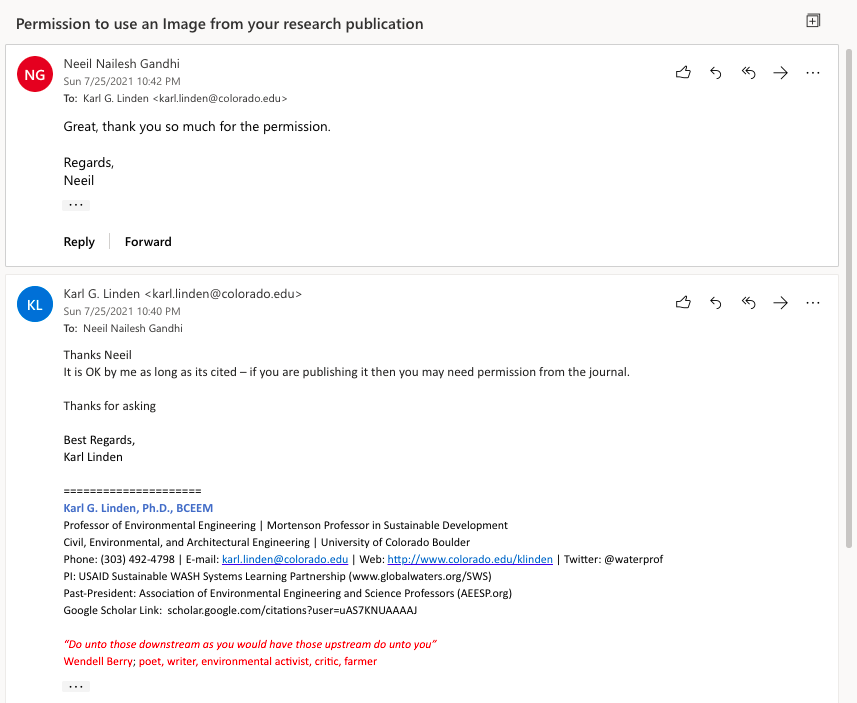 Permission to use an Image from your research publication
NG
Neeil Nailesh Gandhi
Sun 7/25/2021 10:42 PM
To: Karl G. Linden <karl.linden@colorado.edu>
Great, thank you so much for the permission.
Regards,
Neeil
...
Reply | Forward
KL
Karl G. Linden <karl.linden@colorado.edu>
Sun 7/25/2021 10:40 PM
To: Neeil Nailesh Gandhi
Thanks Neeil
It is OK by me as long as its cited – if you are publishing it then you may need permission from the journal.
Thanks for asking
Best Regards,
Karl Linden
=====================
Karl G. Linden, Ph.D., BCEEM
Professor of Environmental Engineering | Mortenson Professor in Sustainable Development
Civil, Environmental, and Architectural Engineering | University of Colorado Boulder
Phone: (303) 492-4798 | E-mail: karl.linden@colorado.edu | Web: http://www.colorado.edu/klinden | Twitter: @waterprof
PI: USAID Sustainable WASH Systems Learning Partnership (www.globalwaters.org/SWS)
Past-President: Association of Environmental Engineering and Science Professors (AEESP.org)
Google Scholar Link: scholar.google.com/citations?user=uAS7KNUAAAAJ
“Do unto those downstream as you would have those upstream do unto you”
Wendell Berry; poet, writer, environmental activist, critic, farmer
...